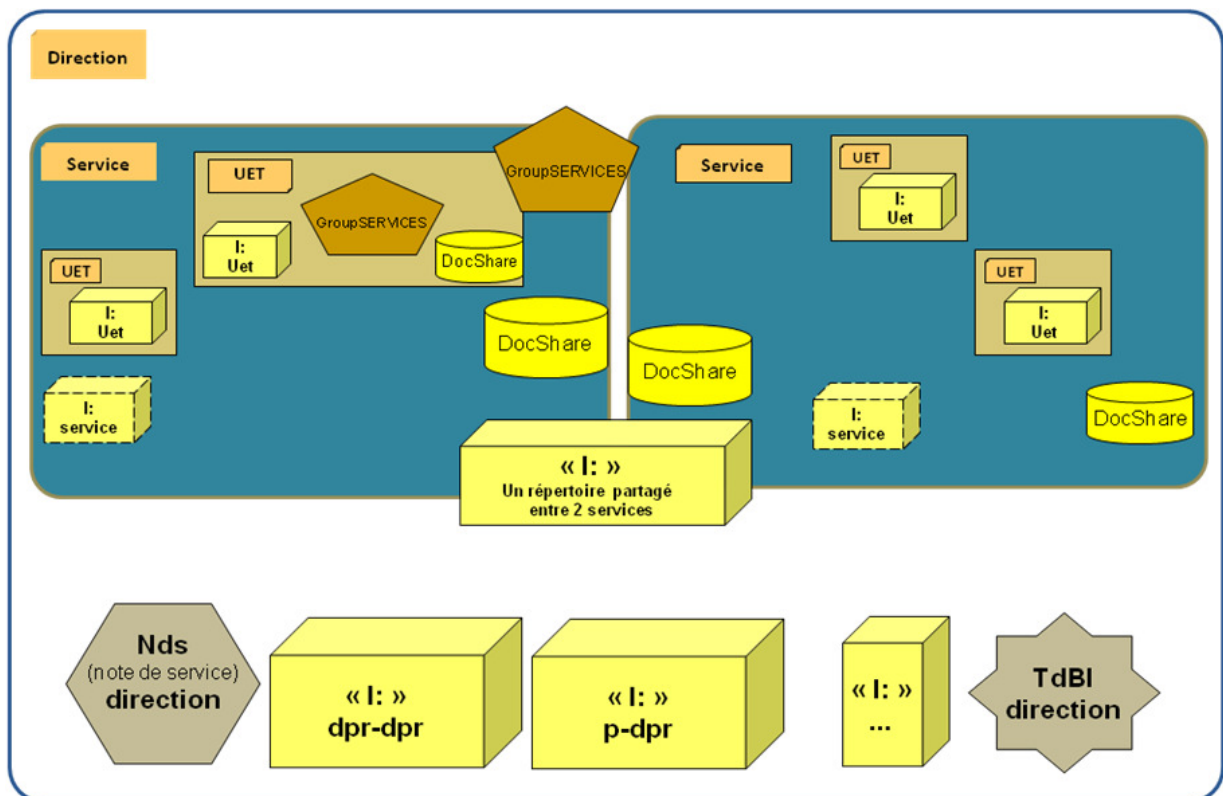 Direction
Service
UET
GroupSERVICES
I:
Uet
DocShare
GroupSERVICES
UET
I:
Uet
DocShare
I:
service
Service
UET
I:
Uet
UET
I:
Uet
DocShare
I:
service
DocShare
« I: »
Un répertoire partagé
entre 2 services
Nds
(note de service)
direction
« I: »
dpr-dpr
« I: »
p-dpr
« I: »
...
TdBI
direction